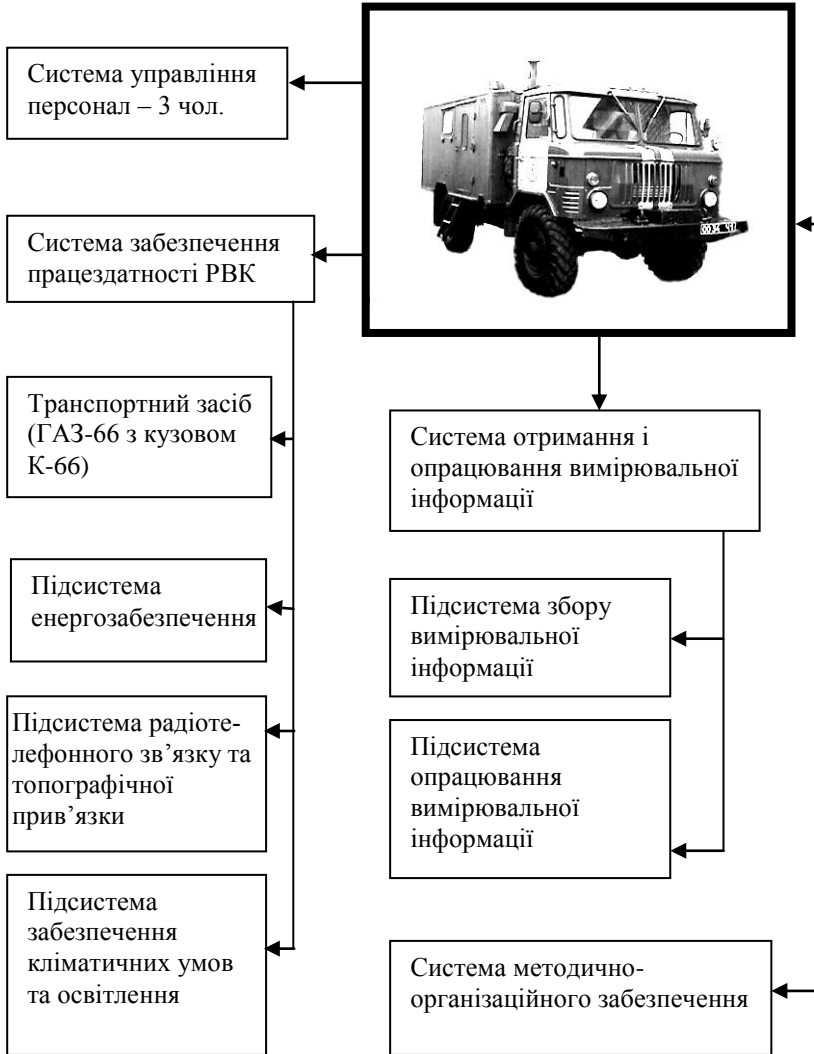 Система управління
персонал – 3 чол.
Система забезпечення
працездатності РВК
Транспортний засіб
(ГАЗ-66 з кузовом
К-66)
Підсистема
енергозабезпечення
Підсистема радіоте-
лефонного зв’язку та
топографічної
прив’язки
Підсистема
забезпечення
кліматичних умов
та освітлення
Система отримання і
опрацювання вимірювальної
інформації
Підсистема збору
вимірювальної
інформації
Підсистема
опрацювання
вимірювальної
інформації
Система методично-
організаційного забезпечення